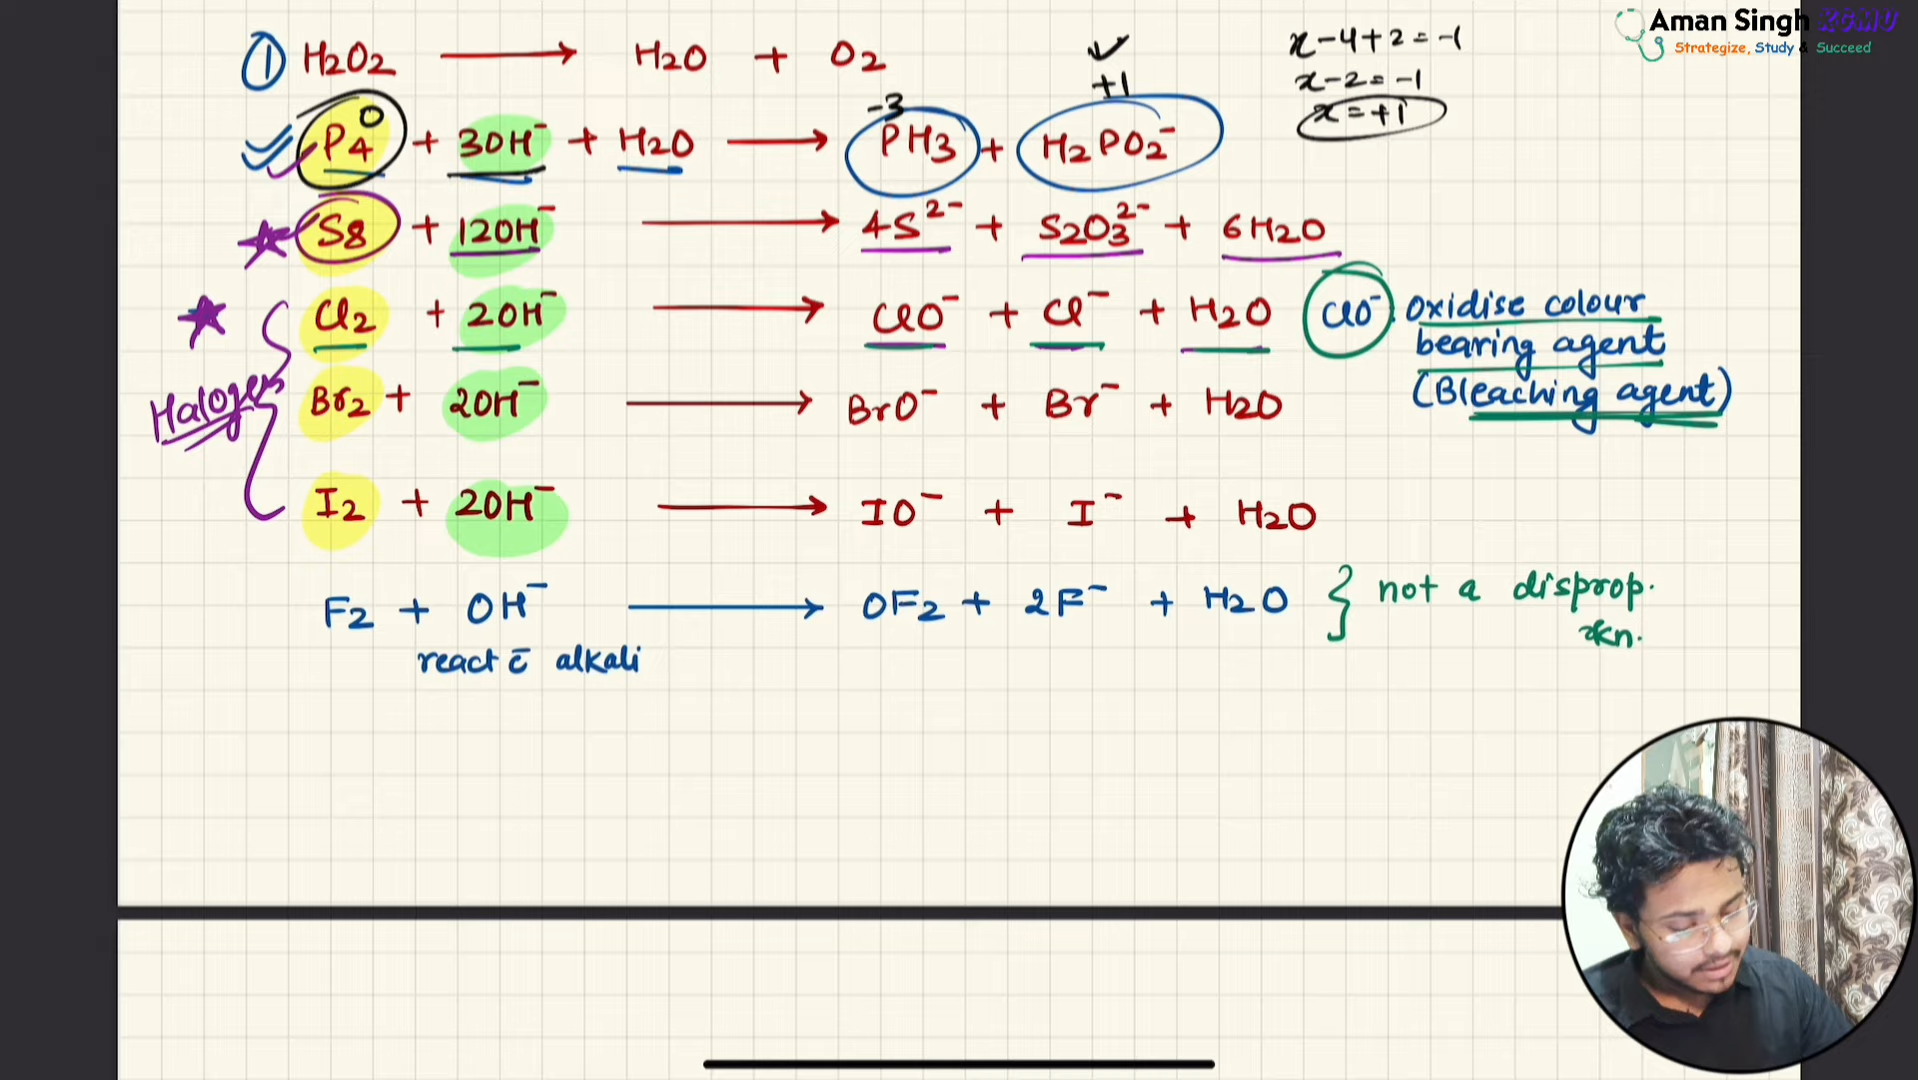 Aman Singh KGMU
Strategize, Study & Succeed
① H2O2 ⟶ H2O + O2
x-4+2=-1
x-2=-1
x=+1
0 -3 +1
P4 + 3OH⁻ + H2O ⟶ PH3 + H2PO2⁻
S8 + 12OH⁻ ⟶ 4S²⁻ + S2O3²⁻ + 6H2O
Cl2 + 2OH⁻ ⟶ ClO⁻ + Cl⁻ + H2O
ClO⁻: oxidise colour
bearing agent
(Bleaching agent)
Halogens
Br2 + 2OH⁻ ⟶ BrO⁻ + Br⁻ + H2O
I2 + 2OH⁻ ⟶ IO⁻ + I⁻ + H2O
F2 + OH⁻ ⟶ OF2 + 2F⁻ + H2O } not a disprop.
rxn.
react c̄ alkali